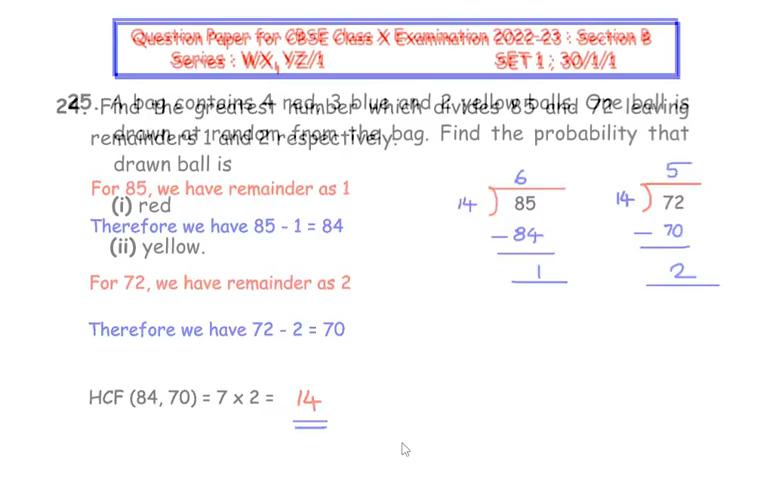 Question Paper for CBSE Class X Examination 2022-23 : Section B
Series : WX, YZ/1 SET 1 ; 30/1/1
24. Find the greatest number which divides 85 and 72 leaving
remainders 1 and 2 respectively.
25. A bag contains 4 red, 3 blue and 2 yellow balls. One ball is
drawn at random from the bag. Find the probability that
drawn ball is
(i) red
(ii) yellow.
For 85, we have remainder as 1
Therefore we have 85 - 1 = 84
For 72, we have remainder as 2
Therefore we have 72 - 2 = 70
HCF (84, 70) = 7 x 2 = 14
6
14 ) 85
- 84
1
5
14 ) 72
- 70
2